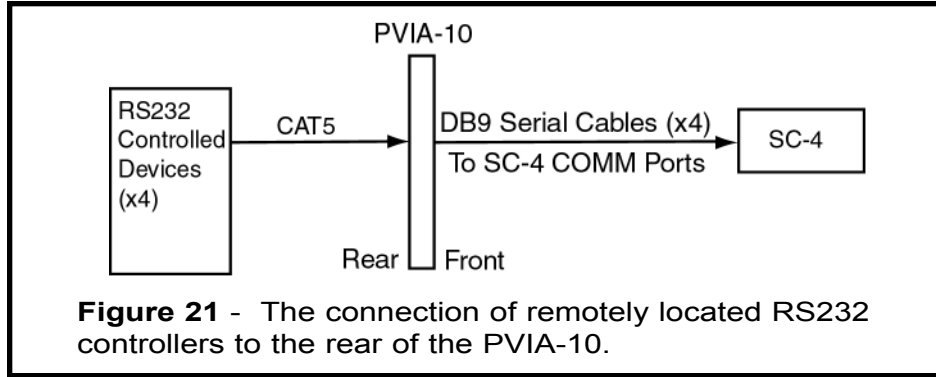 PVIA-10
RS232
Controlled
Devices
(x4)
CAT5
DB9 Serial Cables (x4)
To SC-4 COMM Ports
SC-4
Rear
Front
Figure 21 - The connection of remotely located RS232
controllers to the rear of the PVIA-10.